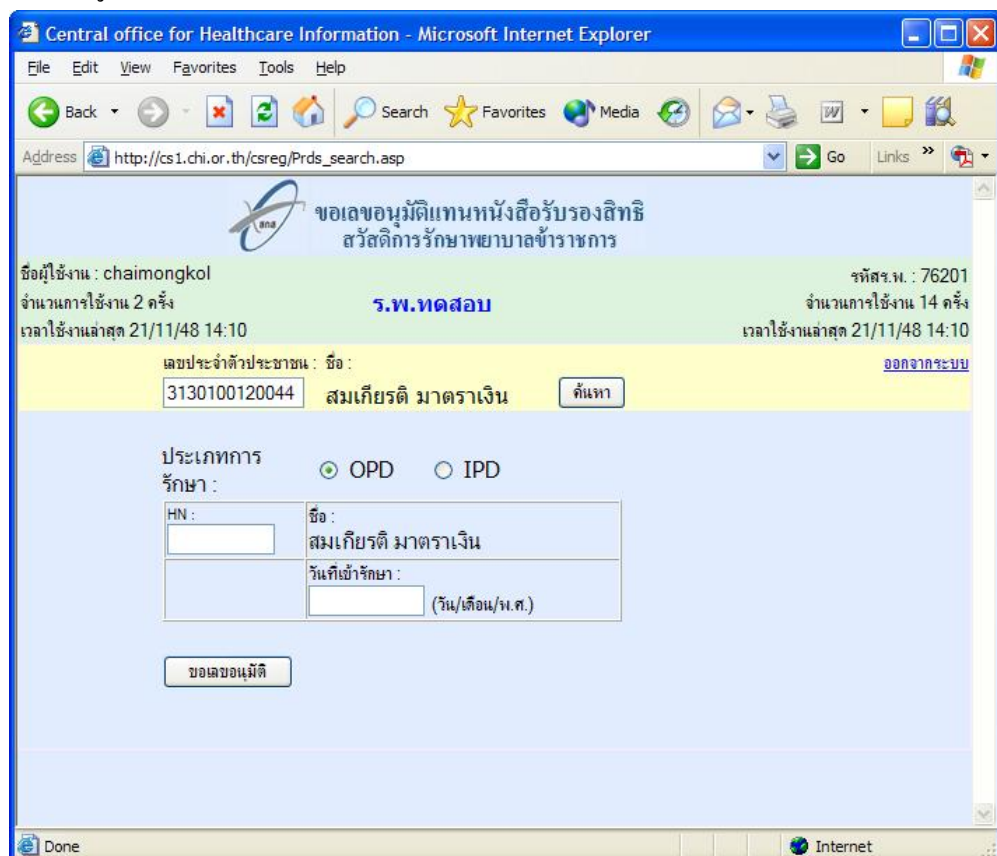 Central office for Healthcare Information - Microsoft Internet Explorer
File Edit View Favorites Tools Help
Back Search Favorites Media
Address http://cs1.chi.or.th/csreg/Prds_search.asp Go Links »
สกส
ขอเลขอนุมัติแทนหนังสือรับรองสิทธิ
สวัสดิการรักษาพยาบาลข้าราชการ
ชื่อผู้ใช้งาน : chaimongkol รหัสร.พ. : 76201
จำนวนการใช้งาน 2 ครั้ง ร.พ.ทดสอบ จำนวนการใช้งาน 14 ครั้ง
เวลาใช้งานล่าสุด 21/11/48 14:10 เวลาใช้งานล่าสุด 21/11/48 14:10
เลขประจำตัวประชาชน : ชื่อ : ออกจากระบบ
3130100120044 สมเกียรติ มาตราเงิน ค้นหา
ประเภทการ
รักษา : OPD IPD
HN : ชื่อ :
สมเกียรติ มาตราเงิน
วันที่เข้ารักษา :
(วัน/เดือน/พ.ศ.)
ขอเลขอนุมัติ
Done Internet